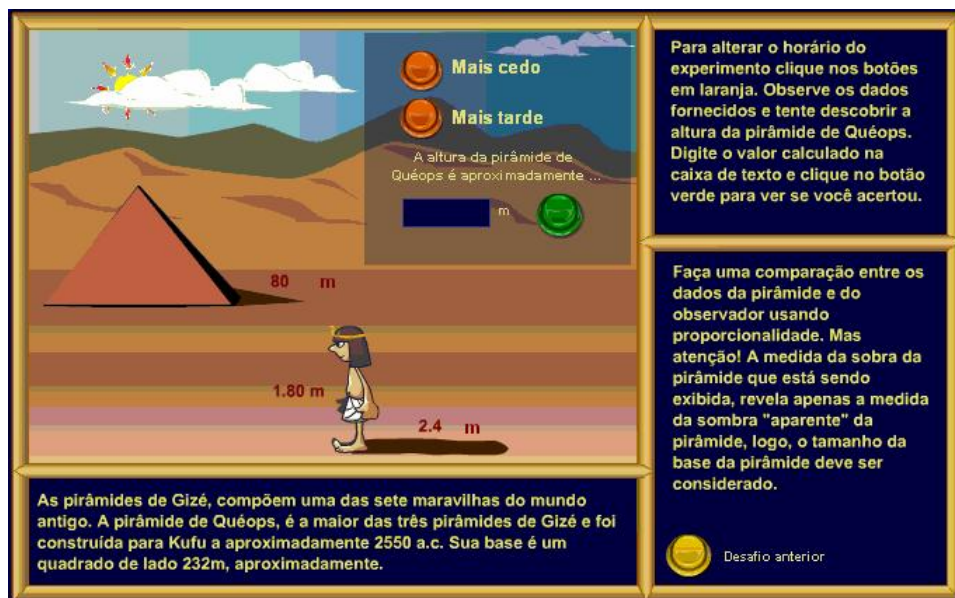 Mais cedo
Mais tarde
A altura da pirâmide de
Quéops é aproximadamente ...
m
80 m
1.80 m
2.4 m
As pirâmides de Gizé, compõem uma das sete maravilhas do mundo
antigo. A pirâmide de Quéops, é a maior das três pirâmides de Gizé e foi
construída para Kufu a aproximadamente 2550 a.c. Sua base é um
quadrado de lado 232m, aproximadamente.
Para alterar o horário do
experimento clique nos botões
em laranja. Observe os dados
fornecidos e tente descobrir a
altura da pirâmide de Quéops.
Digite o valor calculado na
caixa de texto e clique no botão
verde para ver se você acertou.
Faça uma comparação entre os
dados da pirâmide e do
observador usando
proporcionalidade. Mas
atenção! A medida da sobra da
pirâmide que está sendo
exibida, revela apenas a medida
da sombra "aparente" da
pirâmide, logo, o tamanho da
base da pirâmide deve ser
considerado.
Desafio anterior